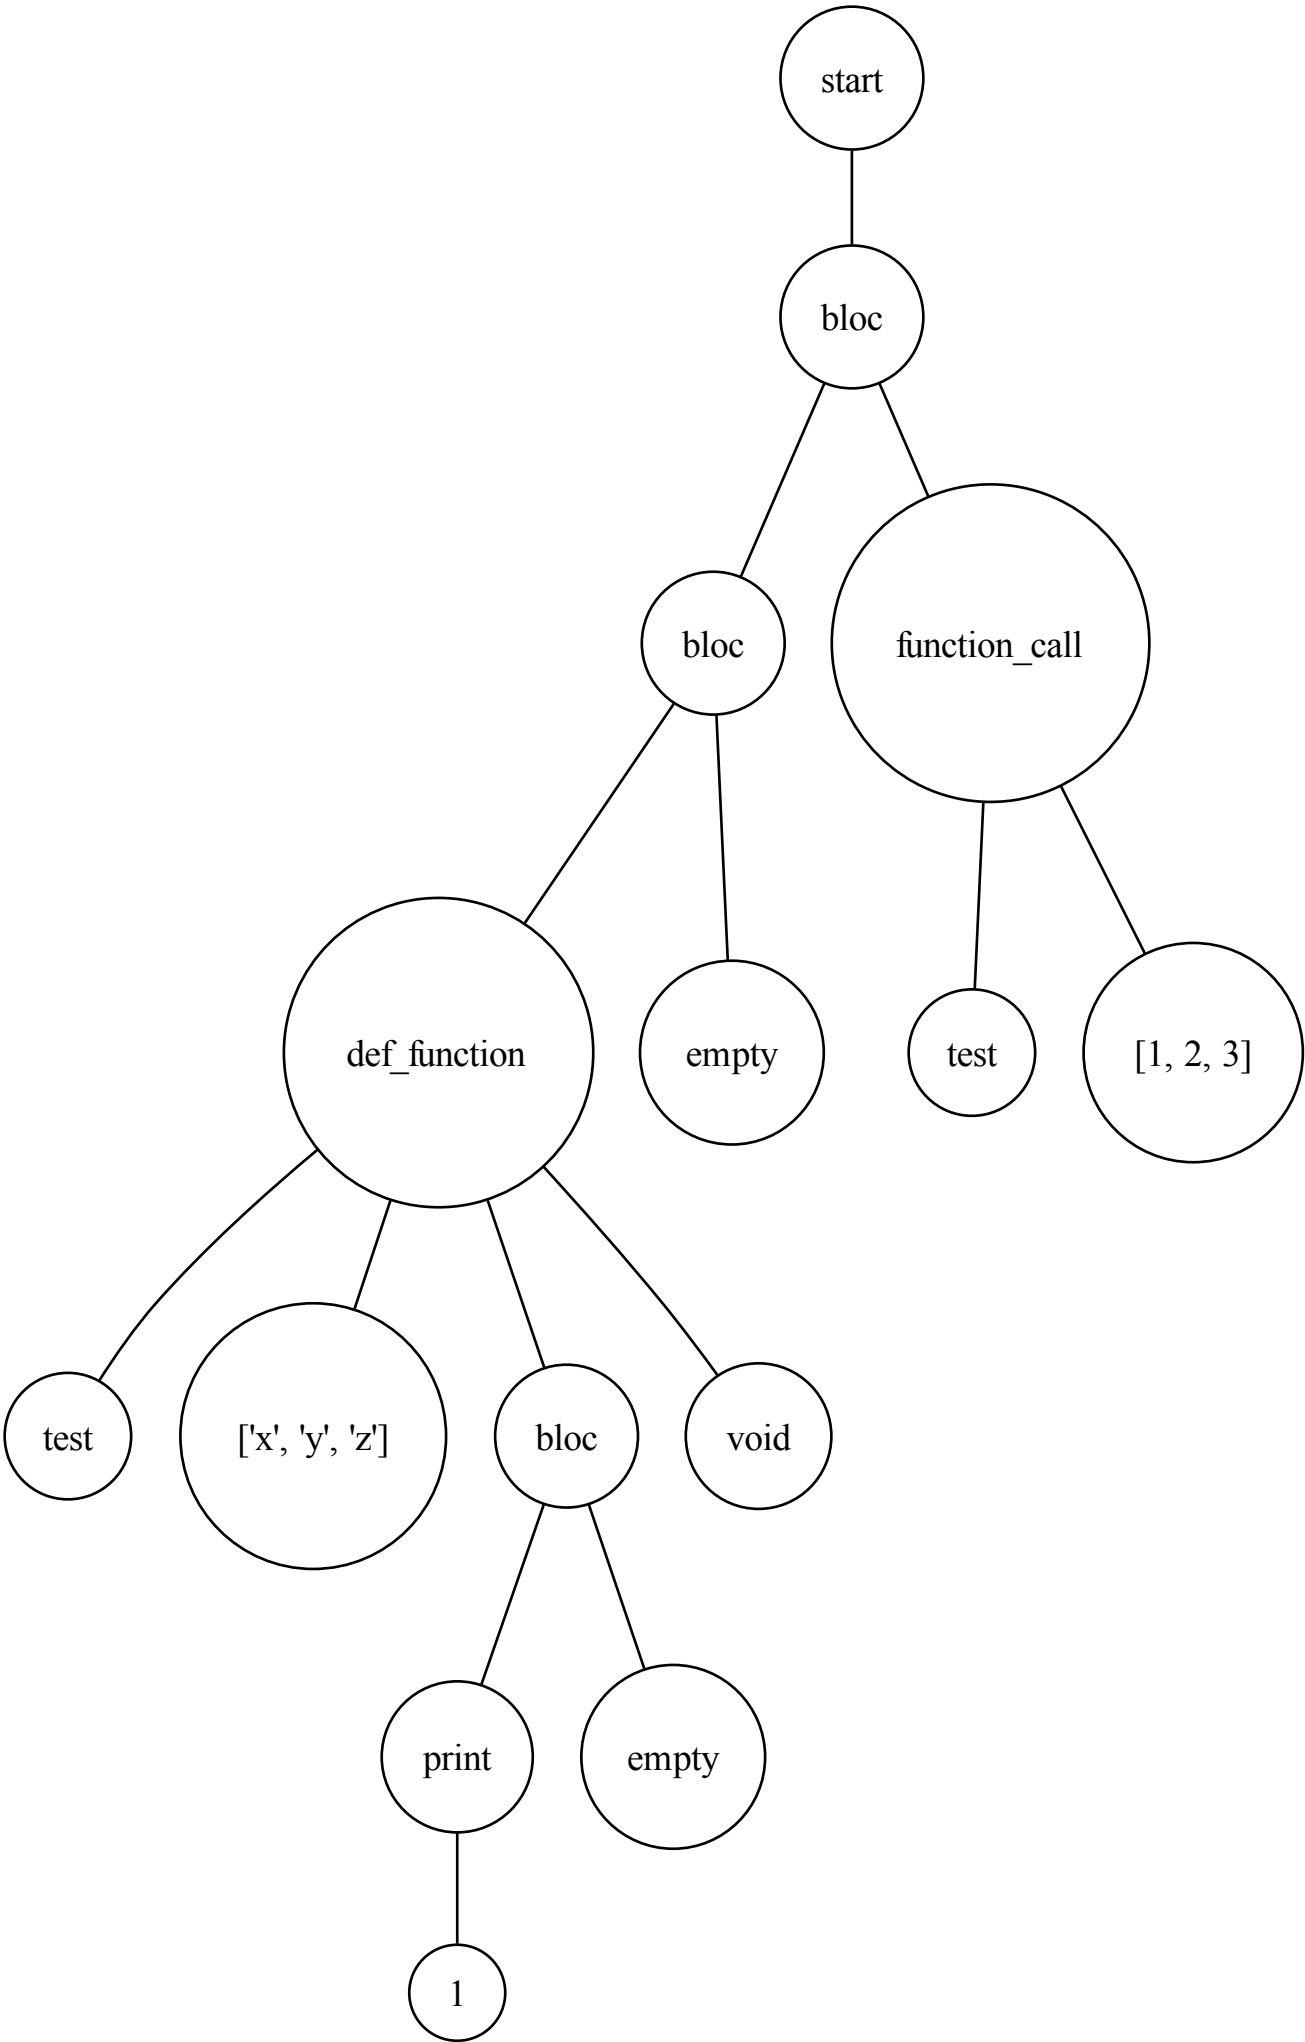 start
bloc
bloc
function_call
def_function
empty
test
[1, 2, 3]
test
['x', 'y', 'z']
bloc
void
print
empty
1